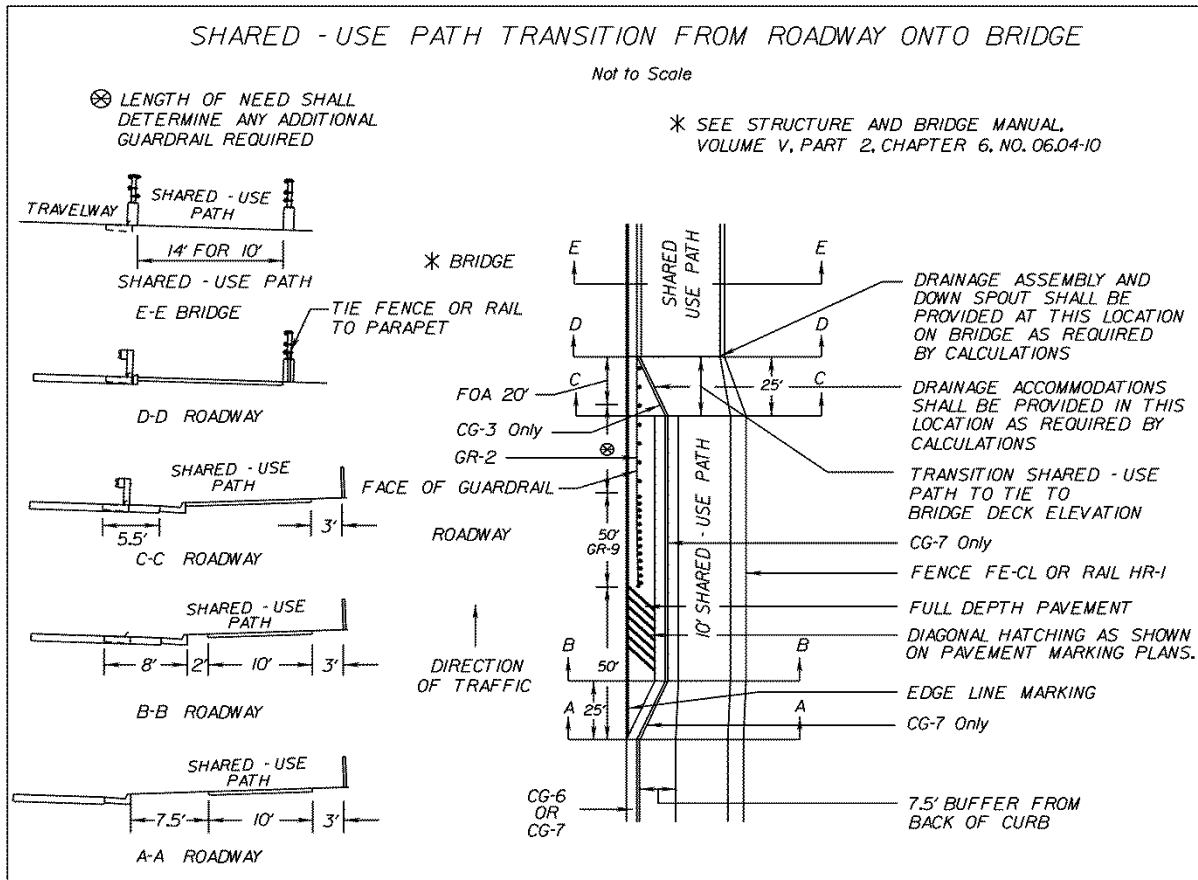 SHARED - USE PATH TRANSITION FROM ROADWAY ONTO BRIDGE
Not to Scale
⊗ LENGTH OF NEED SHALL
DETERMINE ANY ADDITIONAL
GUARDRAIL REQUIRED
* SEE STRUCTURE AND BRIDGE MANUAL,
VOLUME V, PART 2, CHAPTER 6, NO. 06.04-10
TRAVELWAY
SHARED - USE
PATH
14' FOR 10'
SHARED - USE PATH
E-E BRIDGE
TIE FENCE OR RAIL
TO PARAPET
D-D ROADWAY
SHARED - USE
PATH
5.5'
3'
C-C ROADWAY
SHARED - USE
PATH
8'
2'
10'
3'
B-B ROADWAY
SHARED - USE
PATH
7.5'
10'
3'
A-A ROADWAY
* BRIDGE
E
E
SHARED
USE PATH
D
D
C
25'
C
FOA 20'
CG-3 Only
⊗
GR-2
FACE OF GUARDRAIL
ROADWAY
50'
GR-9
10' SHARED - USE PATH
DIRECTION
OF TRAFFIC
50'
B
B
25'
A
A
CG-6
OR
CG-7
DRAINAGE ASSEMBLY AND
DOWN SPOUT SHALL BE
PROVIDED AT THIS LOCATION
ON BRIDGE AS REQUIRED
BY CALCULATIONS
DRAINAGE ACCOMMODATIONS
SHALL BE PROVIDED IN THIS
LOCATION AS REQUIRED BY
CALCULATIONS
TRANSITION SHARED - USE
PATH TO TIE TO
BRIDGE DECK ELEVATION
CG-7 Only
FENCE FE-CL OR RAIL HR-1
FULL DEPTH PAVEMENT
DIAGONAL HATCHING AS SHOWN
ON PAVEMENT MARKING PLANS.
EDGE LINE MARKING
CG-7 Only
7.5' BUFFER FROM
BACK OF CURB